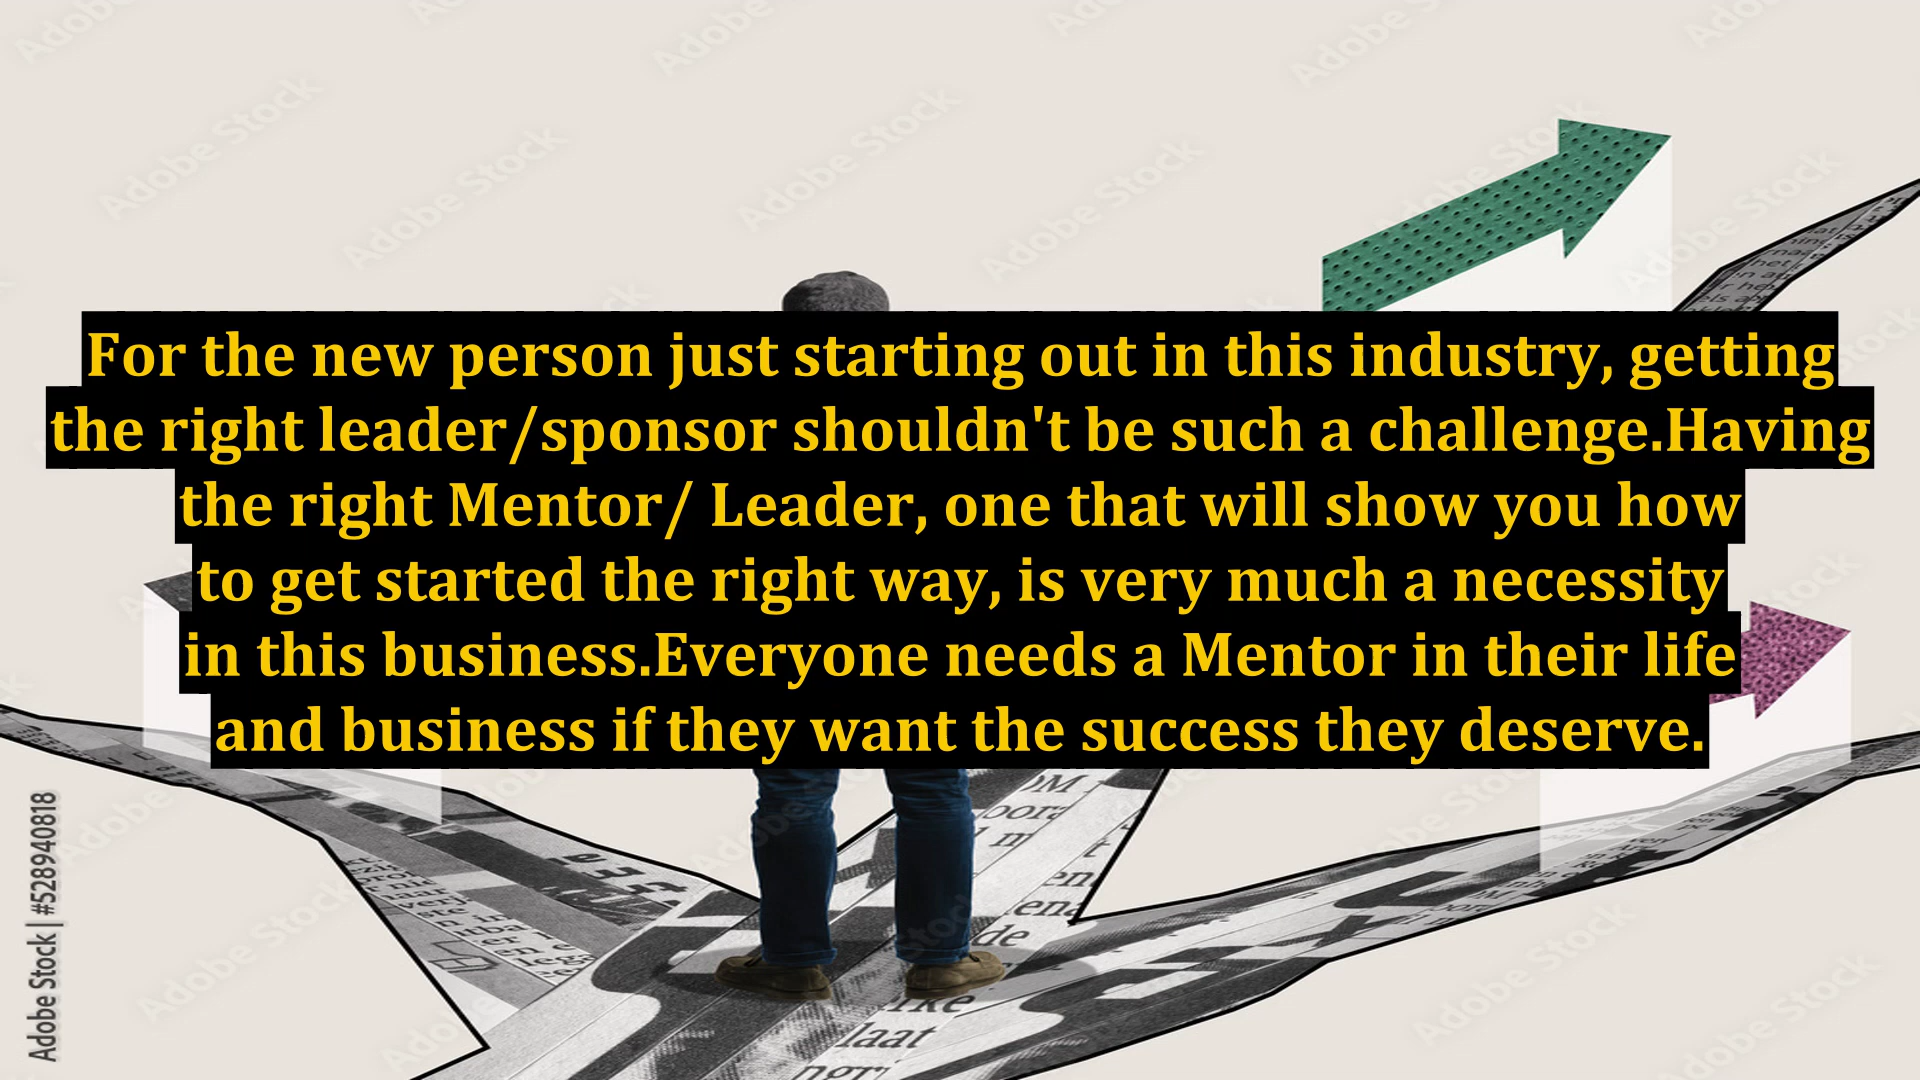 For the new person just starting out in this industry, getting
the right leader/sponsor shouldn't be such a challenge.Having
the right Mentor/ Leader, one that will show you how
to get started the right way, is very much a necessity
in this business.Everyone needs a Mentor in their life
and business if they want the success they deserve.
Adobe Stock | #528940818
Adobe Stock